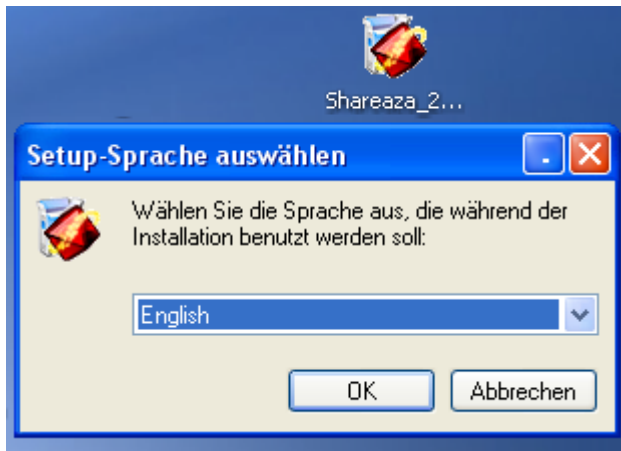 Shareaza_2...
Setup-Sprache auswählen
Wählen Sie die Sprache aus, die während der
Installation benutzt werden soll:
English
OK
Abbrechen